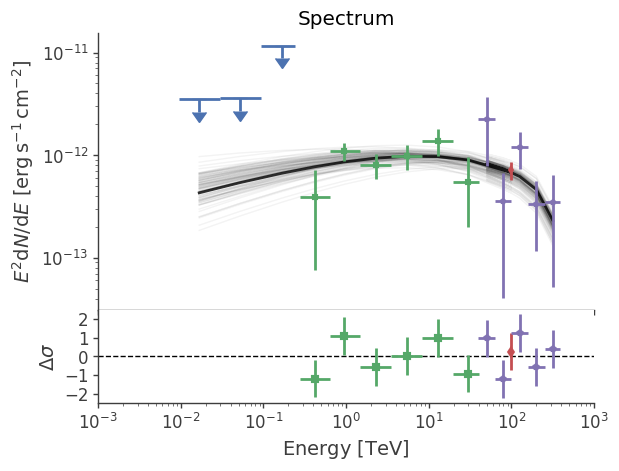 Spectrum
10⁻¹¹
10⁻¹²
10⁻¹³
E²dN/dE [erg s⁻¹ cm⁻²]
2
1
0
−1
−2
Δσ
10⁻³ 10⁻² 10⁻¹ 10⁰ 10¹ 10² 10³
Energy [TeV]